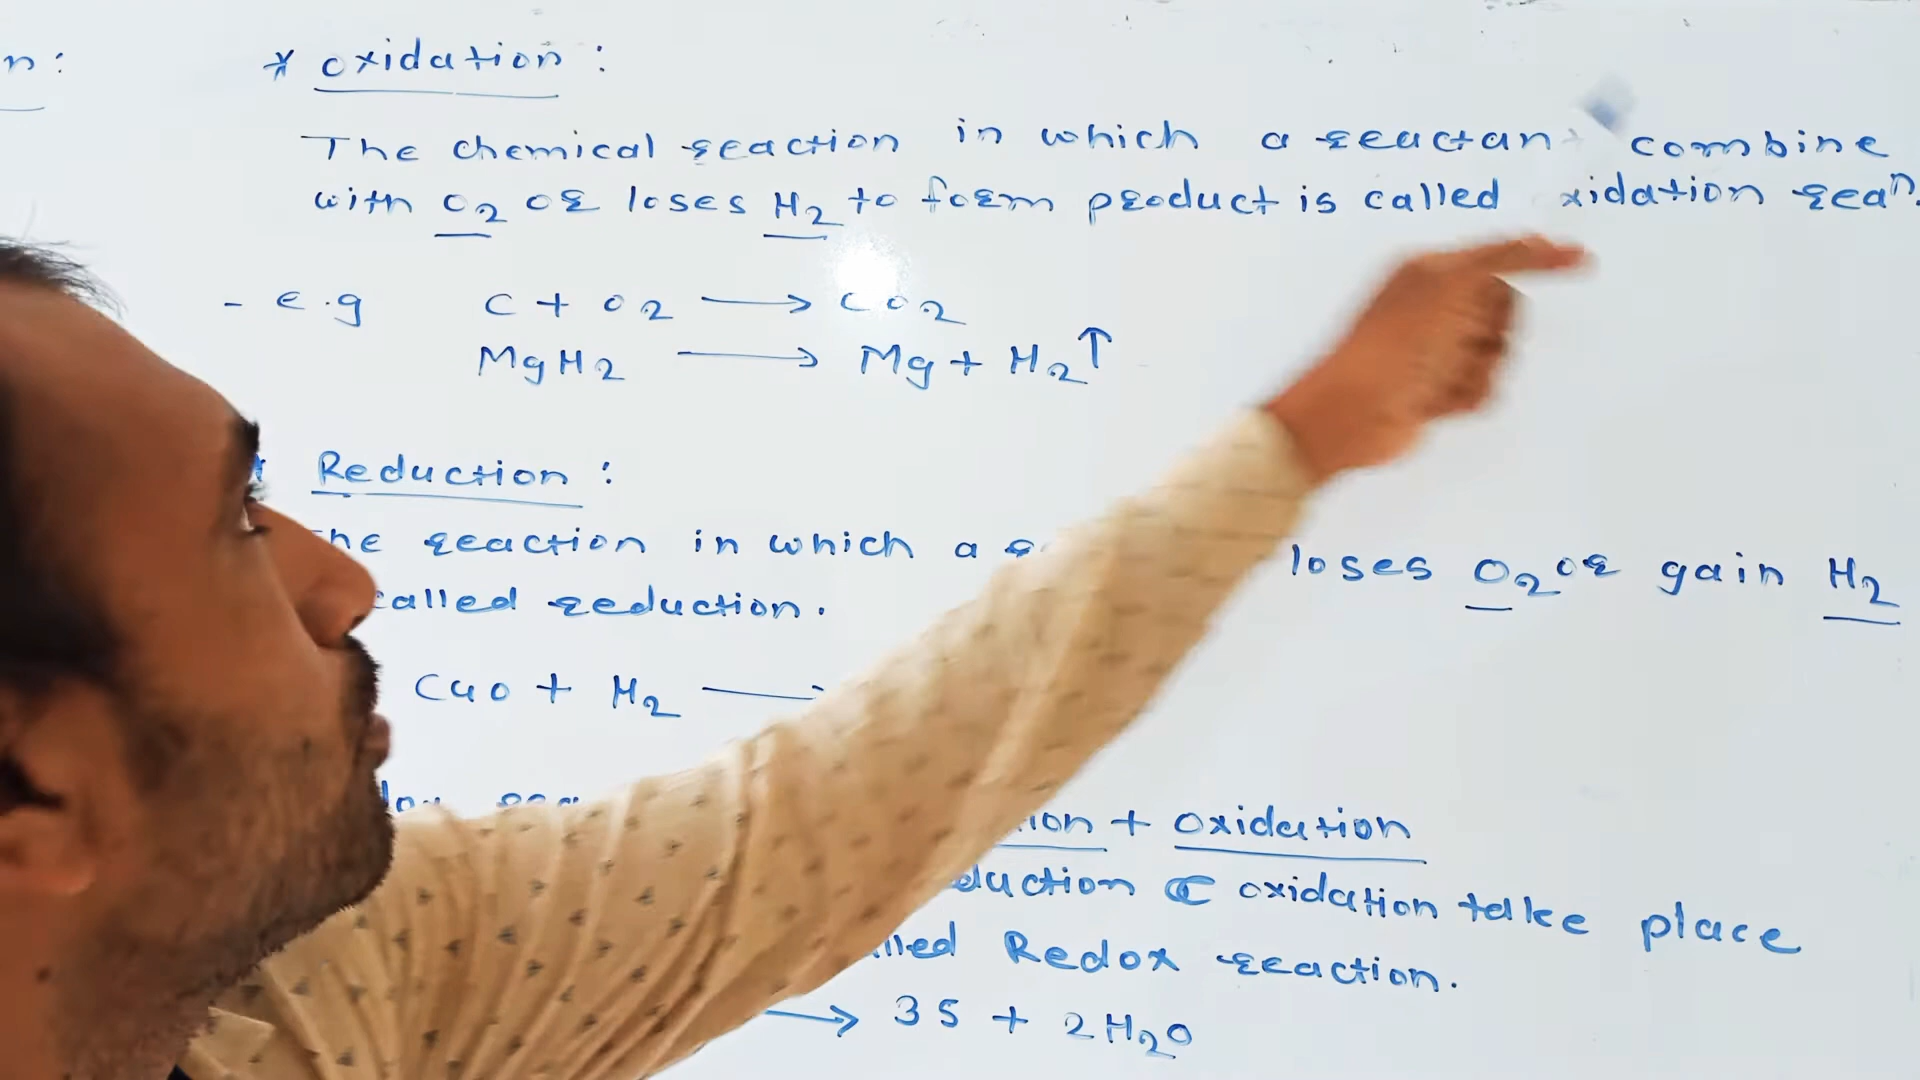 n:
* oxidation :
The chemical reaction in which a reactan combine
with O2 or loses H2 to form product is called xidation rean.
- e.g C + O2 ⟶ CO2
MgH2 ⟶ Mg + H2↑
* Reduction :
he reaction in which a loses O2 or gain H2
called reduction.
CuO + H2 ⟶
ion + oxidation
duction & oxidation take place
lled Redox reaction.
⟶ 3S + 2H2O